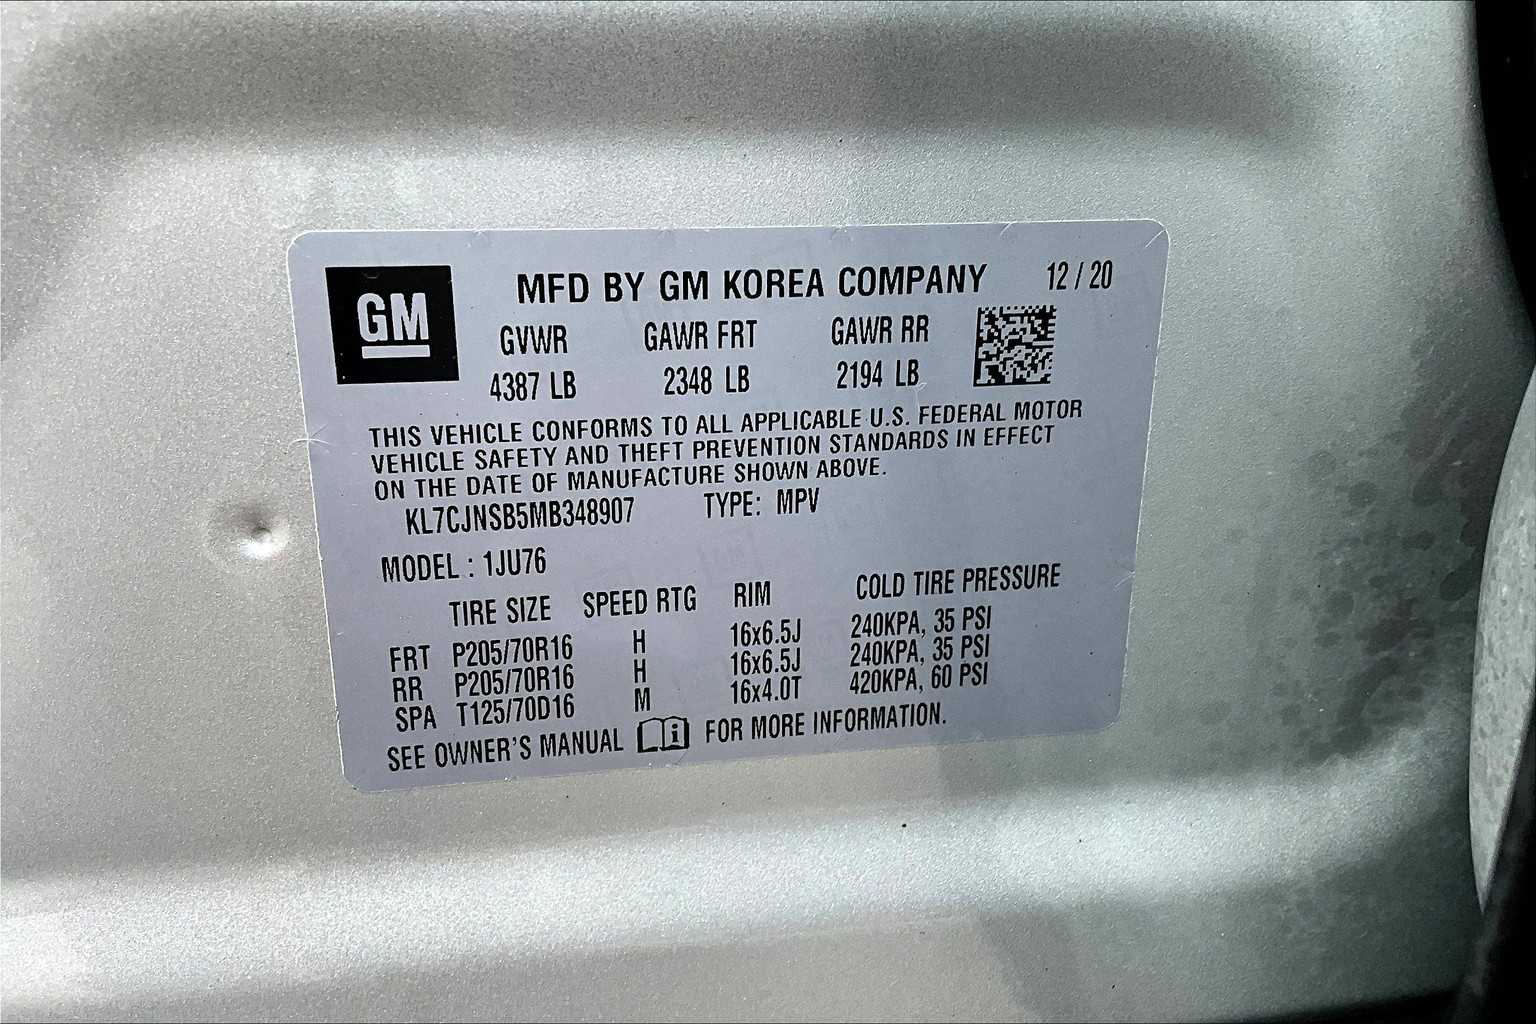 GM
MFD BY GM KOREA COMPANY 12 / 20
GVWR GAWR FRT GAWR RR
4387 LB 2348 LB 2194 LB
THIS VEHICLE CONFORMS TO ALL APPLICABLE U.S. FEDERAL MOTOR
VEHICLE SAFETY AND THEFT PREVENTION STANDARDS IN EFFECT
ON THE DATE OF MANUFACTURE SHOWN ABOVE.
KL7CJNSB5MB348907 TYPE: MPV
MODEL : 1JU76
TIRE SIZE SPEED RTG RIM COLD TIRE PRESSURE
FRT P205/70R16 H 16x6.5J 240KPA, 35 PSI
RR P205/70R16 H 16x6.5J 240KPA, 35 PSI
SPA T125/70D16 M 16x4.0T 420KPA, 60 PSI
SEE OWNER'S MANUAL i FOR MORE INFORMATION.